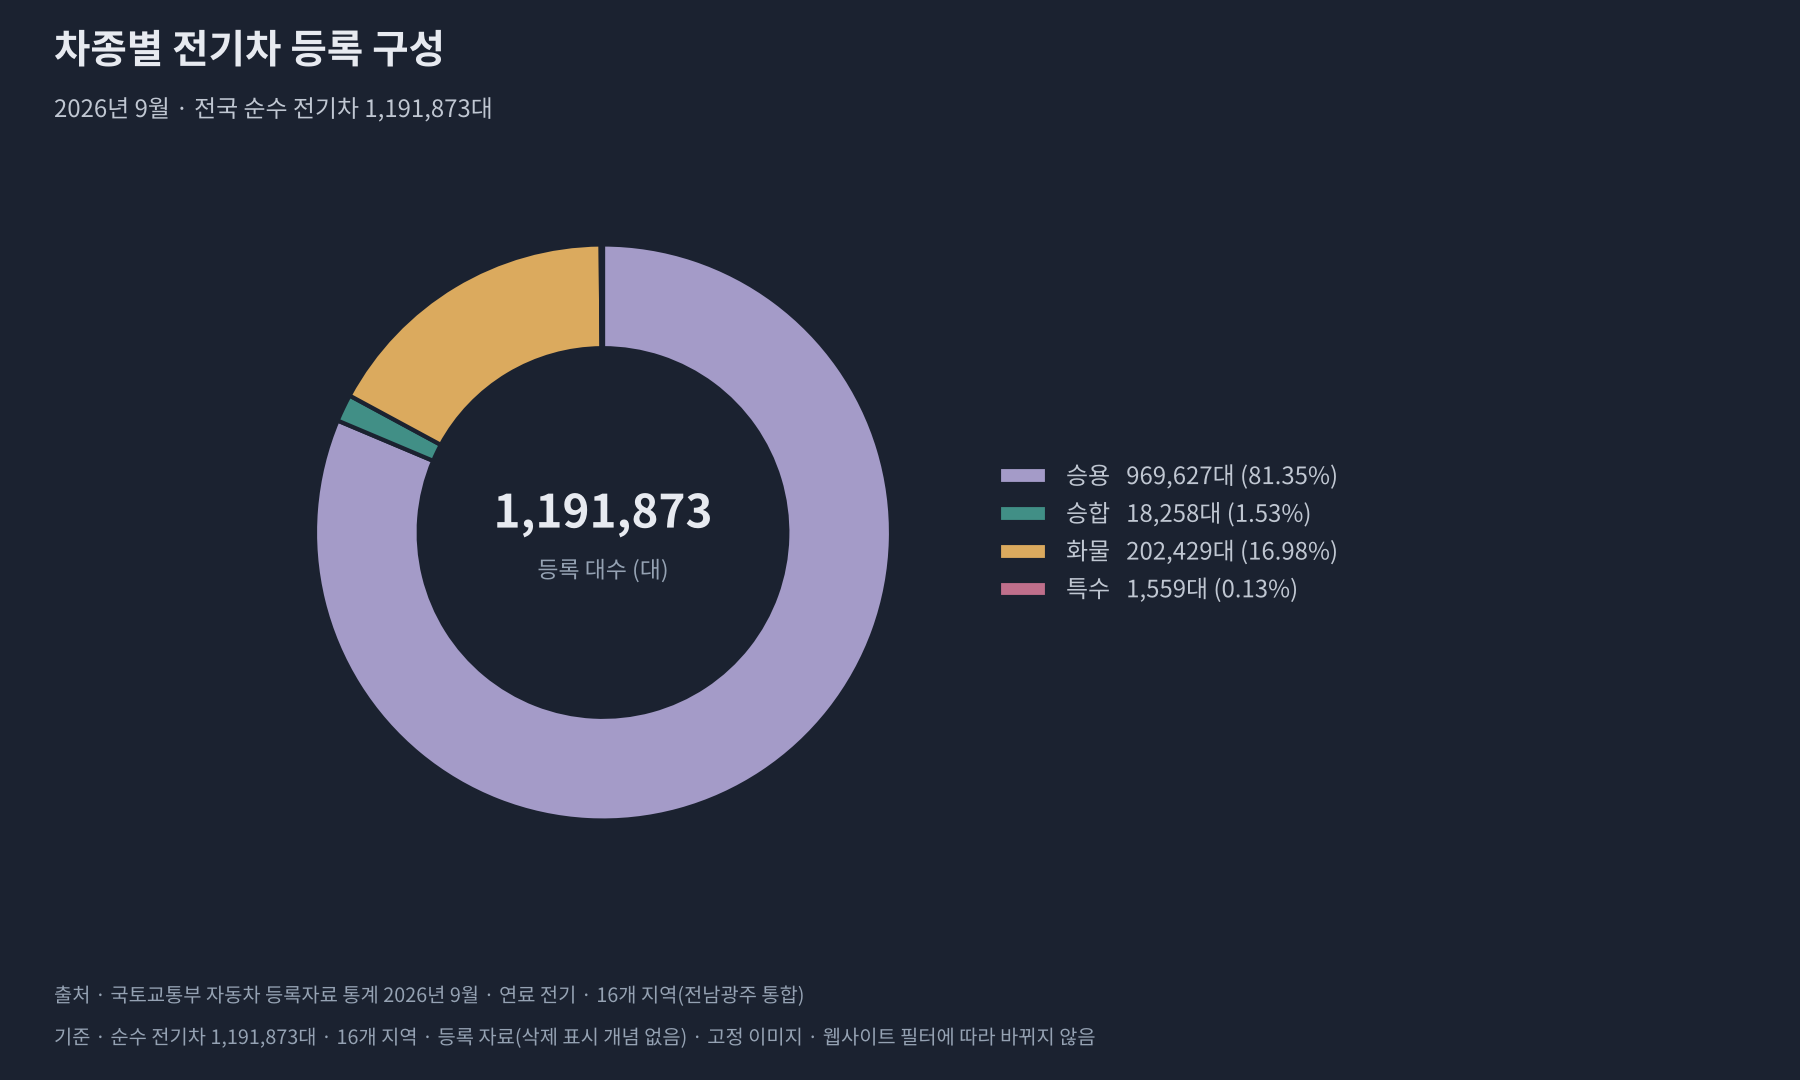 차종별 전기차 등록 구성
2026년 9월 · 전국 순수 전기차 1,191,873대
1,191,873
등록 대수 (대)
승용 969,627대 (81.35%)
승합 18,258대 (1.53%)
화물 202,429대 (16.98%)
특수 1,559대 (0.13%)
출처 · 국토교통부 자동차 등록자료 통계 2026년 9월 · 연료 전기 · 16개 지역(전남광주 통합)
기준 · 순수 전기차 1,191,873대 · 16개 지역 · 등록 자료(삭제 표시 개념 없음) · 고정 이미지 · 웹사이트 필터에 따라 바뀌지 않음